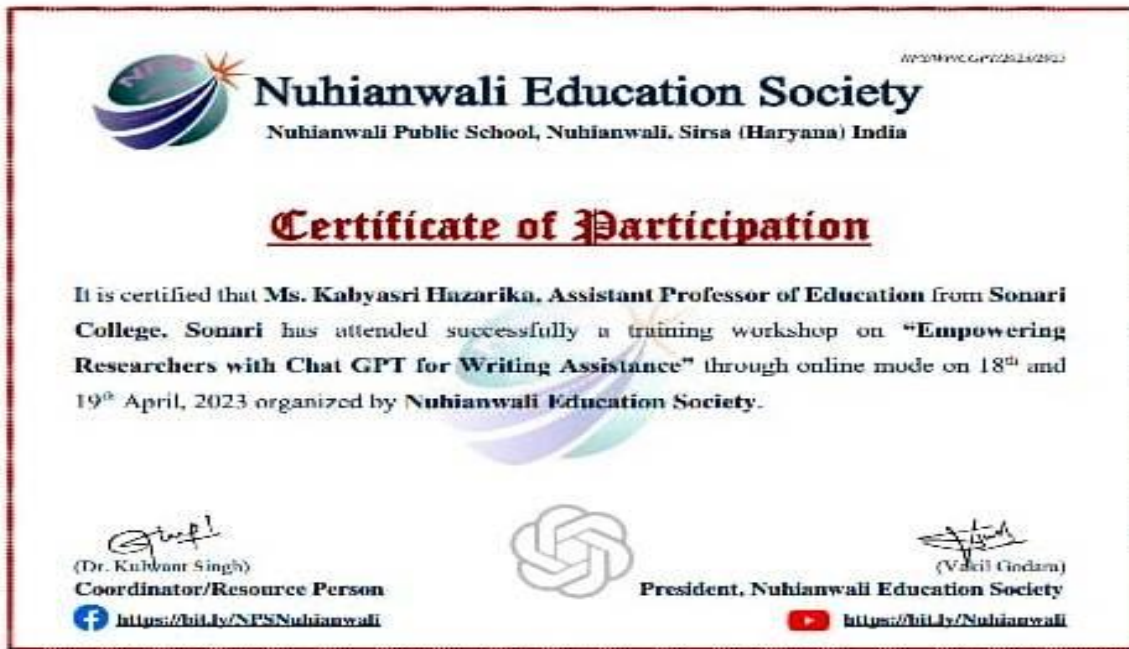 NPS
Nuhianwali Education Society
Nuhianwali Public School, Nuhianwali, Sirsa (Haryana) India
Certificate of Participation
It is certified that Ms. Kabyasri Hazarika, Assistant Professor of Education from Sonari
College, Sonari has attended successfully a training workshop on “Empowering
Researchers with Chat GPT for Writing Assistance” through online mode on 18th and
19th April, 2023 organized by Nuhianwali Education Society.
(Dr. Kulwant Singh)
Coordinator/Resource Person
https://bit.ly/NPSNuhianwali
(Vakil Godara)
President, Nuhianwali Education Society
https://bit.ly/Nuhianwali